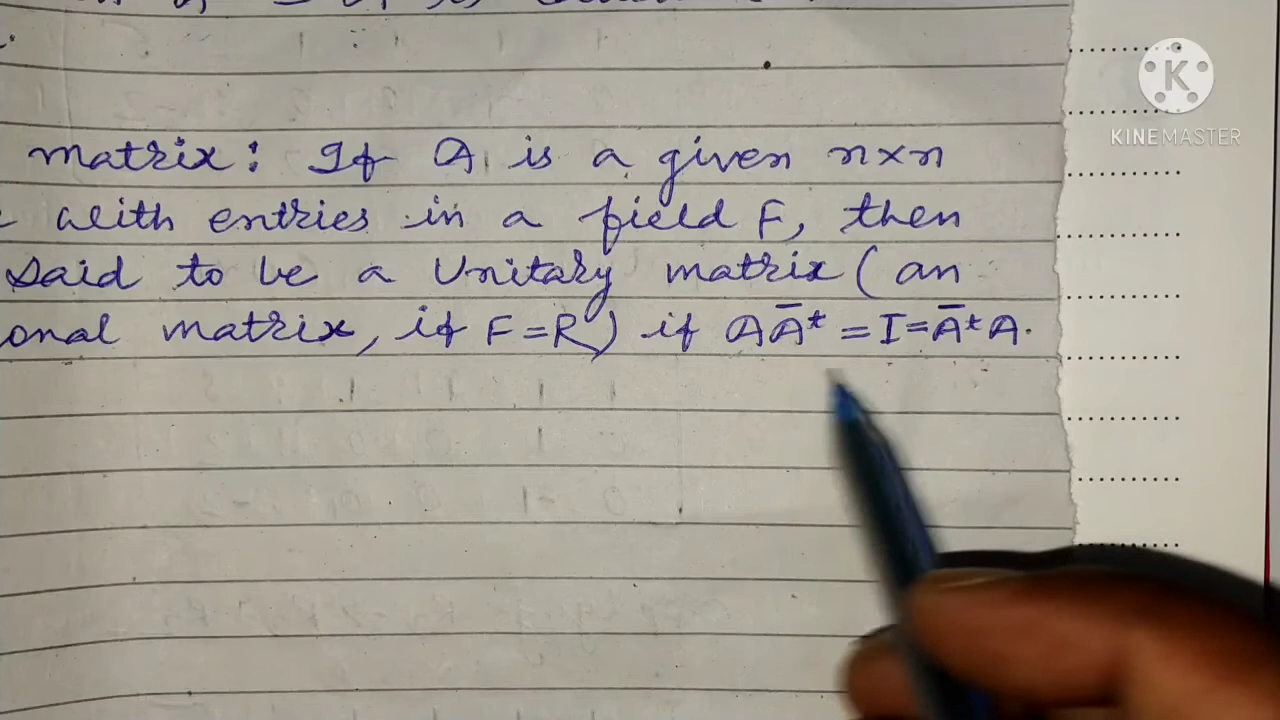 matrix: If A is a given n×n
with entries in a field F, then
said to be a Unitary matrix (an
onal matrix, if F=R) if AĀᵗ = I = ĀᵗA.
K
KINEMASTER